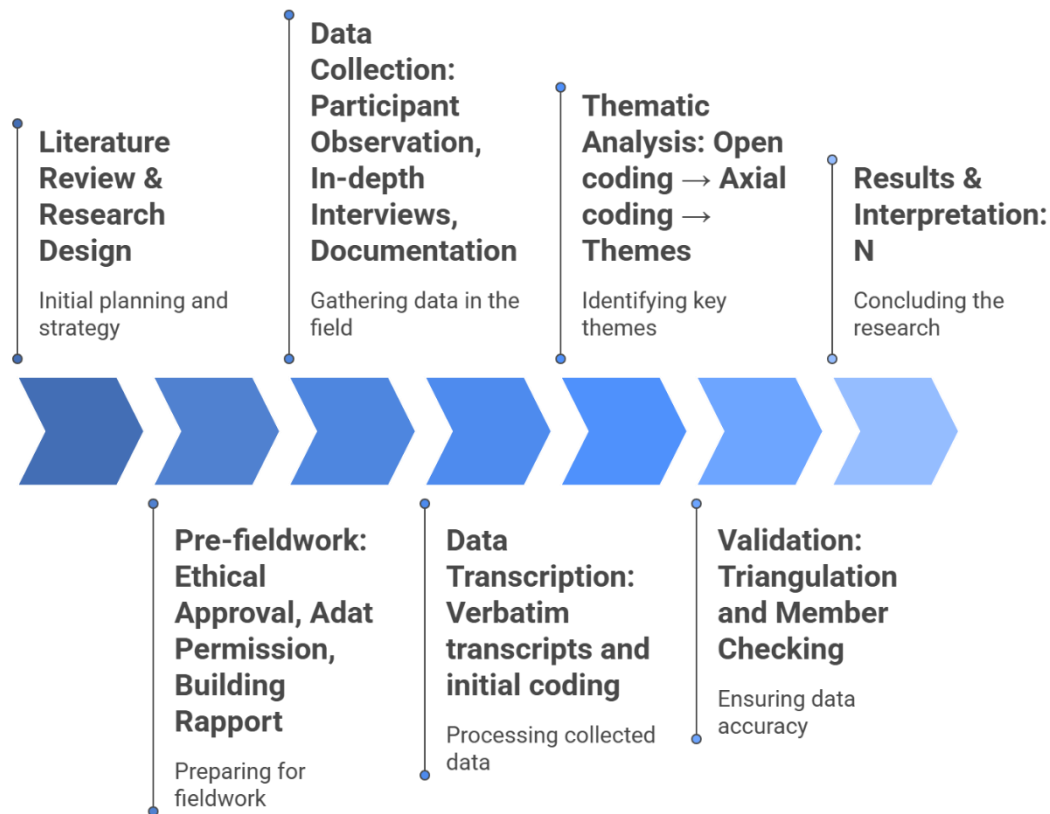 Literature
Review &
Research
Design
Initial planning and
strategy
Pre-fieldwork:
Ethical
Approval, Adat
Permission,
Building
Rapport
Preparing for
fieldwork
Data
Collection:
Participant
Observation,
In-depth
Interviews,
Documentation
Gathering data in the
field
Data
Transcription:
Verbatim
transcripts and
initial coding
Processing collected
data
Thematic
Analysis: Open
coding → Axial
coding →
Themes
Identifying key
themes
Validation:
Triangulation
and Member
Checking
Ensuring data
accuracy
Results &
Interpretation:
N
Concluding the
research